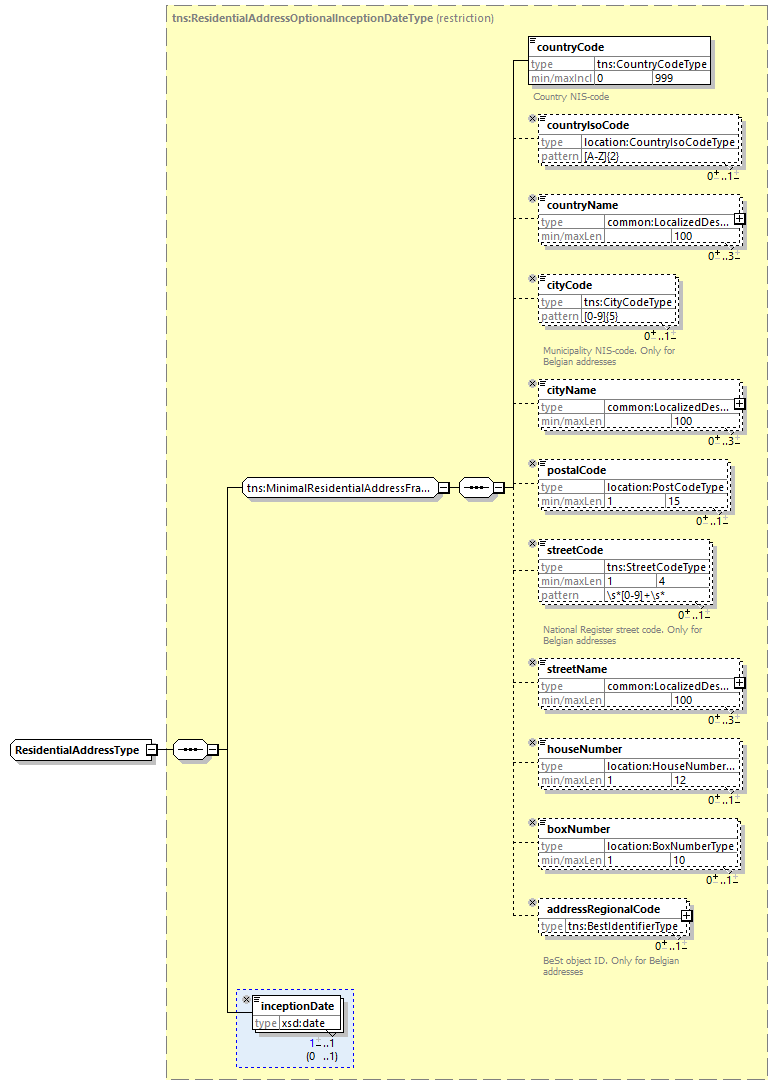 tns:ResidentialAddressOptionalInceptionDateType (restriction)
countryCode
type tns:CountryCodeType
min/maxIncl 0 999
Country NIS-code
countryIsoCode
type location:CountryIsoCodeType
pattern [A-Z]{2}
0..1
countryName
type common:LocalizedDes...
min/maxLen 100
0..3
cityCode
type tns:CityCodeType
pattern [0-9]{5}
0..1
Municipality NIS-code. Only for
Belgian addresses
cityName
type common:LocalizedDes...
min/maxLen 100
0..3
tns:MinimalResidentialAddressFra...
postalCode
type location:PostCodeType
min/maxLen 1 15
0..1
streetCode
type tns:StreetCodeType
min/maxLen 1 4
pattern \s*[0-9]+\s*
0..1
National Register street code. Only for
Belgian addresses
streetName
type common:LocalizedDes...
min/maxLen 100
0..3
ResidentialAddressType
houseNumber
type location:HouseNumber...
min/maxLen 1 12
0..1
boxNumber
type location:BoxNumberType
min/maxLen 1 10
0..1
addressRegionalCode
type tns:BestIdentifierType
0..1
BeSt object ID. Only for Belgian
addresses
inceptionDate
type xsd:date
1..1
(0 ..1)